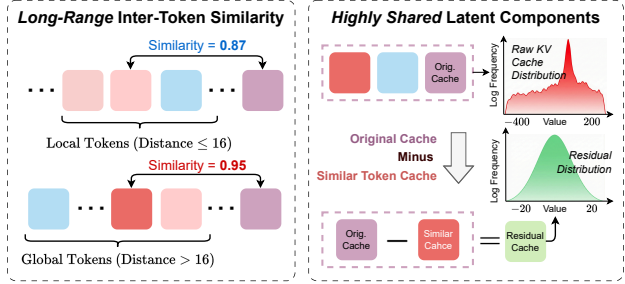 Long-Range Inter-Token Similarity
Similarity = 0.87
Local Tokens (Distance ≤ 16)
Similarity = 0.95
Global Tokens (Distance > 16)
Highly Shared Latent Components
Orig.
Cache
Raw KV
Cache
Distribution
Log Frequency
−400
Value
200
Original Cache
Minus
Similar Token Cache
Residual
Distribution
Log Frequency
−20
Value
20
Orig.
Cache
Similar
Cahce
Residual
Cache